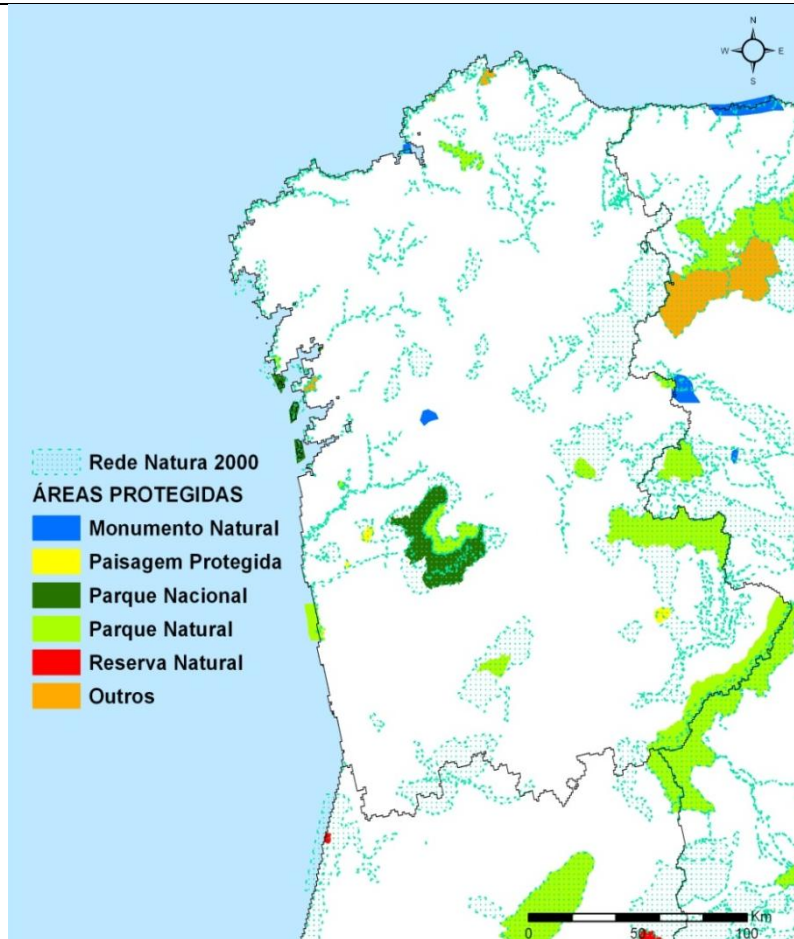 N
W E
S
Rede Natura 2000
ÁREAS PROTEGIDAS
Monumento Natural
Paisagem Protegida
Parque Nacional
Parque Natural
Reserva Natural
Outros
Km
0 50 100